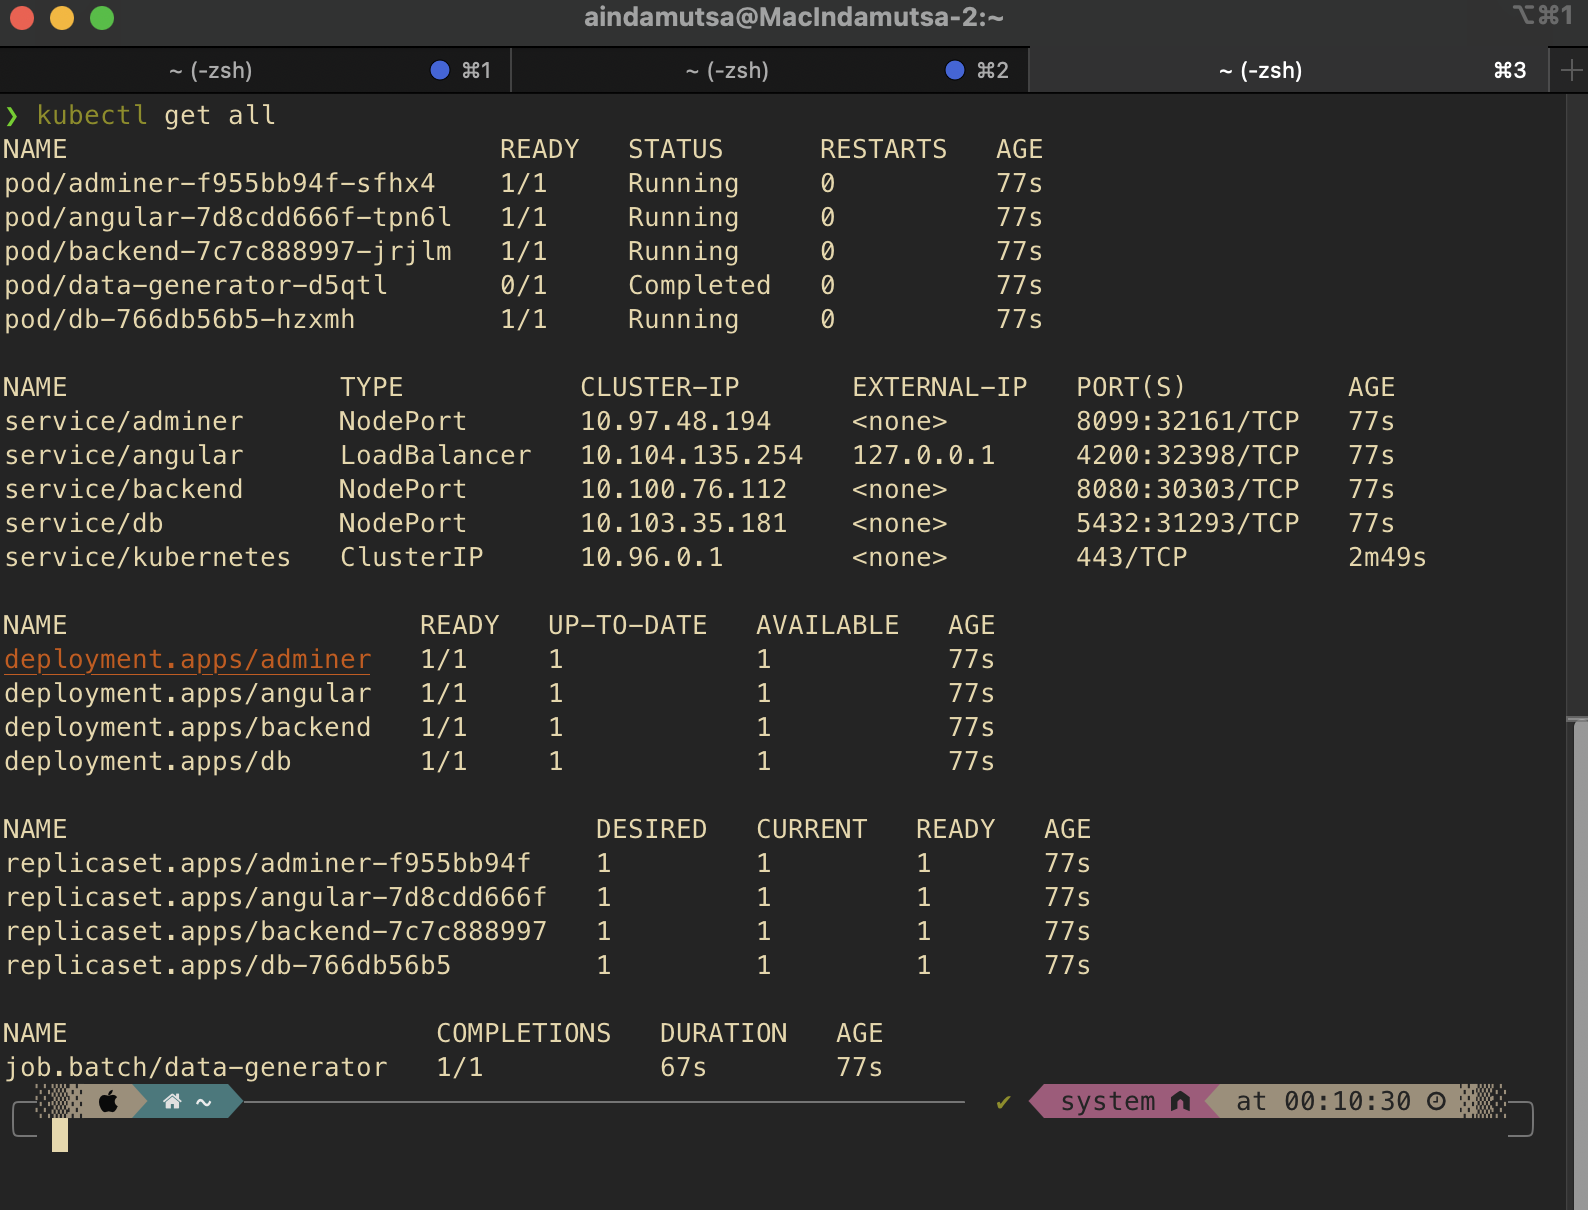 aindamutsa@MacIndamutsa-2:~
⌥⌘1
~ (-zsh) ⌘1 ~ (-zsh) ⌘2 ~ (-zsh) ⌘3
❯ kubectl get all
NAME READY STATUS RESTARTS AGE
pod/adminer-f955bb94f-sfhx4 1/1 Running 0 77s
pod/angular-7d8cdd666f-tpn6l 1/1 Running 0 77s
pod/backend-7c7c888997-jrjlm 1/1 Running 0 77s
pod/data-generator-d5qtl 0/1 Completed 0 77s
pod/db-766db56b5-hzxmh 1/1 Running 0 77s
NAME TYPE CLUSTER-IP EXTERNAL-IP PORT(S) AGE
service/adminer NodePort 10.97.48.194 <none> 8099:32161/TCP 77s
service/angular LoadBalancer 10.104.135.254 127.0.0.1 4200:32398/TCP 77s
service/backend NodePort 10.100.76.112 <none> 8080:30303/TCP 77s
service/db NodePort 10.103.35.181 <none> 5432:31293/TCP 77s
service/kubernetes ClusterIP 10.96.0.1 <none> 443/TCP 2m49s
NAME READY UP-TO-DATE AVAILABLE AGE
deployment.apps/adminer 1/1 1 1 77s
deployment.apps/angular 1/1 1 1 77s
deployment.apps/backend 1/1 1 1 77s
deployment.apps/db 1/1 1 1 77s
NAME DESIRED CURRENT READY AGE
replicaset.apps/adminer-f955bb94f 1 1 1 77s
replicaset.apps/angular-7d8cdd666f 1 1 1 77s
replicaset.apps/backend-7c7c888997 1 1 1 77s
replicaset.apps/db-766db56b5 1 1 1 77s
NAME COMPLETIONS DURATION AGE
job.batch/data-generator 1/1 67s 77s
~ ✔ system at 00:10:30